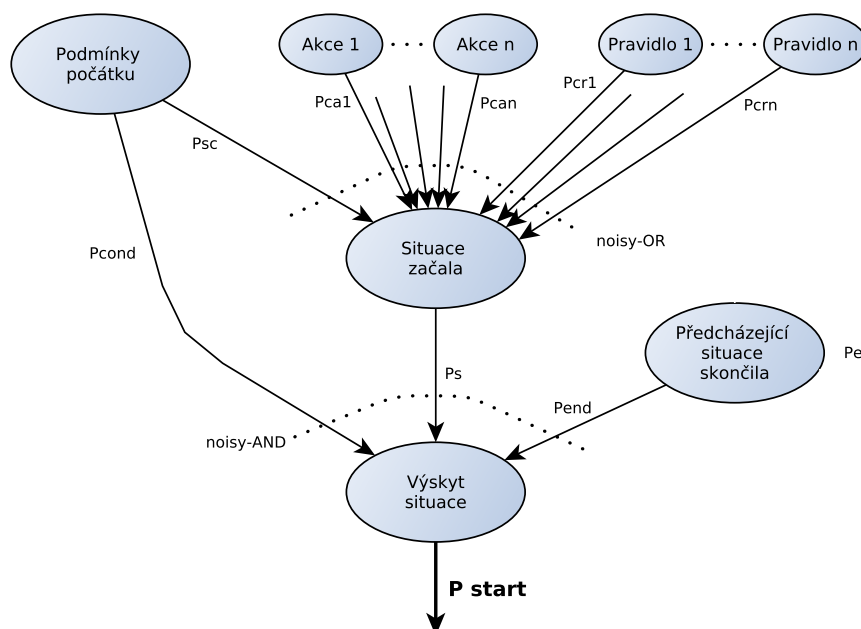 Podmínky
počátku
Akce 1
Akce n
Pravidlo 1
Pravidlo n
Pca1
Pcan
Pcr1
Pcrn
Psc
Pcond
Situace
začala
noisy-OR
Předcházející
situace
skončila
Pe
Ps
Pend
noisy-AND
Výskyt
situace
P start